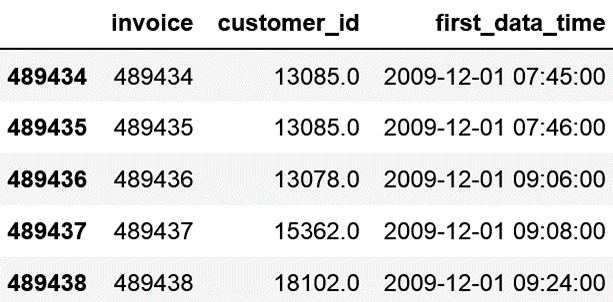 invoice customer_id first_data_time
489434 489434 13085.0 2009-12-01 07:45:00
489435 489435 13085.0 2009-12-01 07:46:00
489436 489436 13078.0 2009-12-01 09:06:00
489437 489437 15362.0 2009-12-01 09:08:00
489438 489438 18102.0 2009-12-01 09:24:00